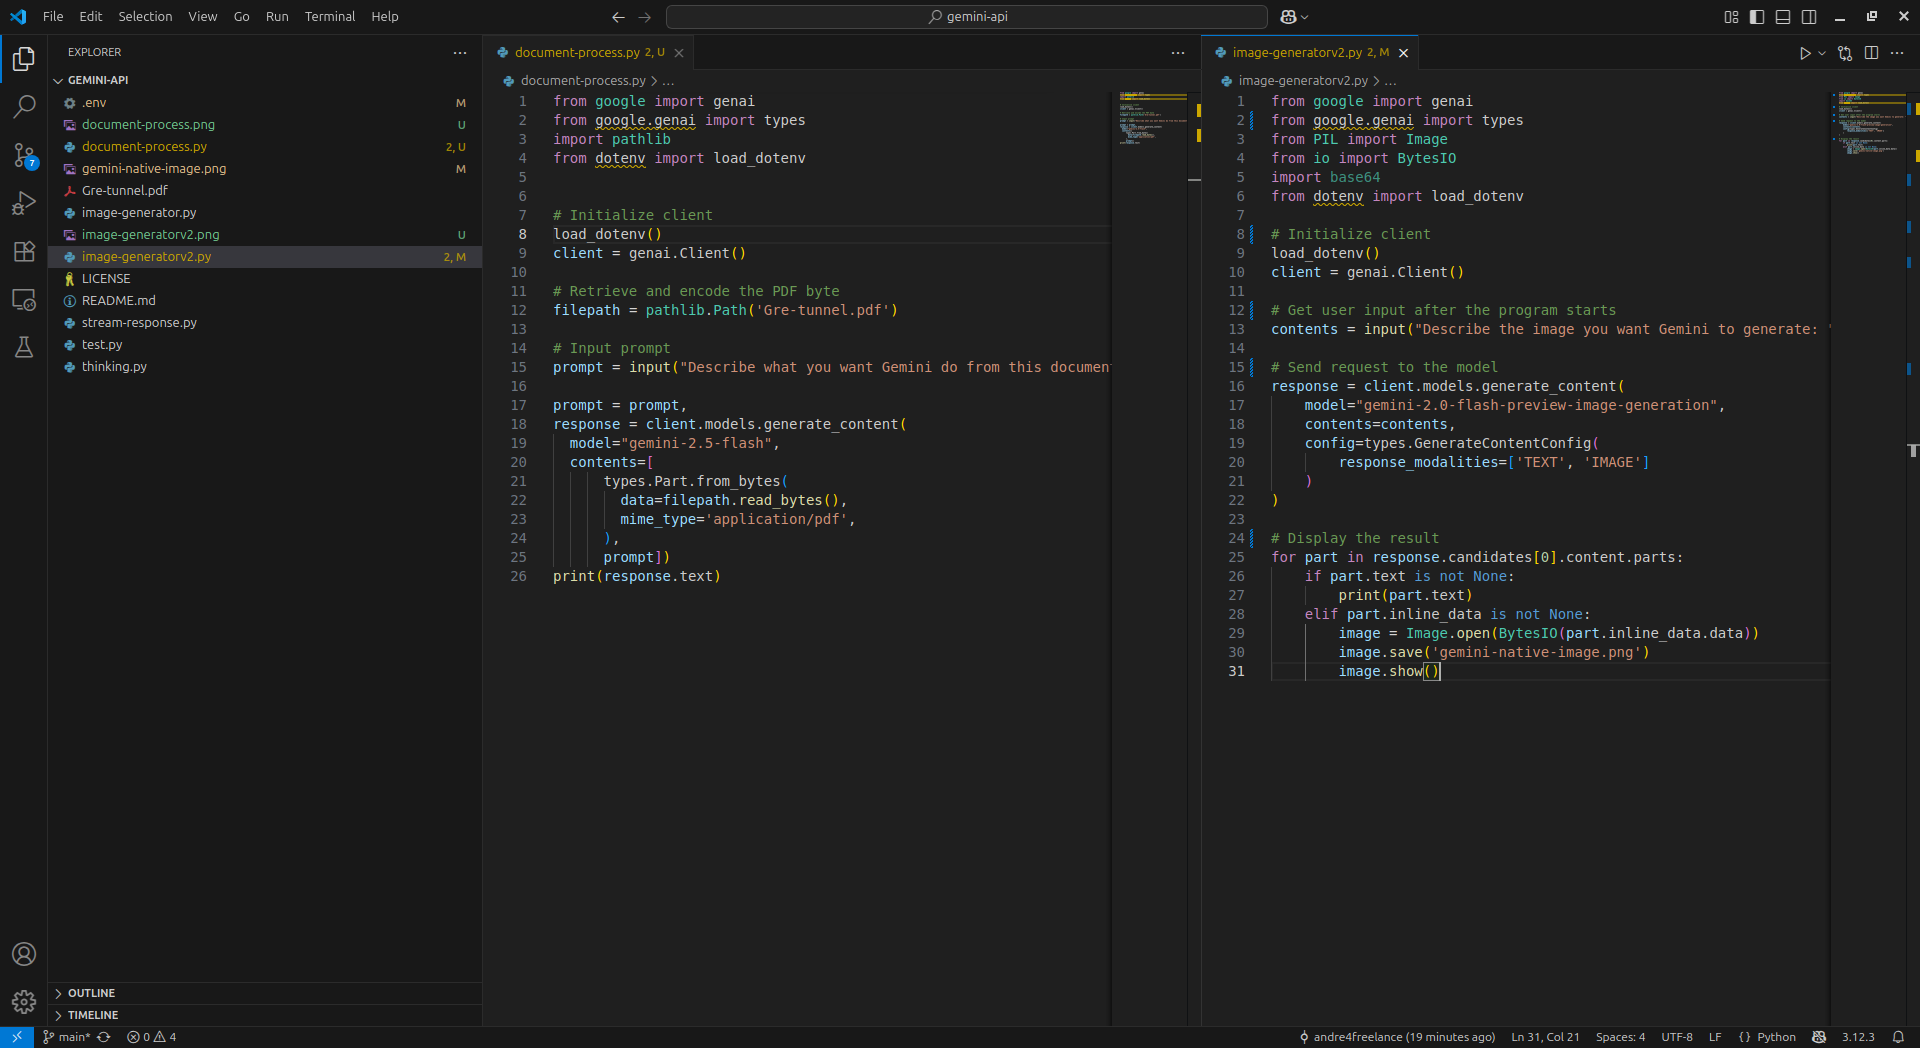 File Edit Selection View Go Run Terminal Help
gemini-api
EXPLORER
GEMINI-API
.env M
document-process.png U
document-process.py 2, U
gemini-native-image.png M
Gre-tunnel.pdf
image-generator.py
image-generatorv2.png U
image-generatorv2.py 2, M
LICENSE
README.md
stream-response.py
test.py
thinking.py
OUTLINE
TIMELINE
7
document-process.py 2, U
document-process.py > ...
1 from google import genai
2 from google.genai import types
3 import pathlib
4 from dotenv import load_dotenv
5
6
7 # Initialize client
8 load_dotenv()
9 client = genai.Client()
10
11 # Retrieve and encode the PDF byte
12 filepath = pathlib.Path('Gre-tunnel.pdf')
13
14 # Input prompt
15 prompt = input("Describe what you want Gemini do from this documen
16
17 prompt = prompt,
18 response = client.models.generate_content(
19 model="gemini-2.5-flash",
20 contents=[
21 types.Part.from_bytes(
22 data=filepath.read_bytes(),
23 mime_type='application/pdf',
24 ),
25 prompt])
26 print(response.text)
image-generatorv2.py 2, M
image-generatorv2.py > ...
1 from google import genai
2 from google.genai import types
3 from PIL import Image
4 from io import BytesIO
5 import base64
6 from dotenv import load_dotenv
7
8 # Initialize client
9 load_dotenv()
10 client = genai.Client()
11
12 # Get user input after the program starts
13 contents = input("Describe the image you want Gemini to generate: "
14
15 # Send request to the model
16 response = client.models.generate_content(
17 model="gemini-2.0-flash-preview-image-generation",
18 contents=contents,
19 config=types.GenerateContentConfig(
20 response_modalities=['TEXT', 'IMAGE']
21 )
22 )
23
24 # Display the result
25 for part in response.candidates[0].content.parts:
26 if part.text is not None:
27 print(part.text)
28 elif part.inline_data is not None:
29 image = Image.open(BytesIO(part.inline_data.data))
30 image.save('gemini-native-image.png')
31 image.show()
main* 0 4
andre4freelance (19 minutes ago) Ln 31, Col 21 Spaces: 4 UTF-8 LF {} Python 3.12.3